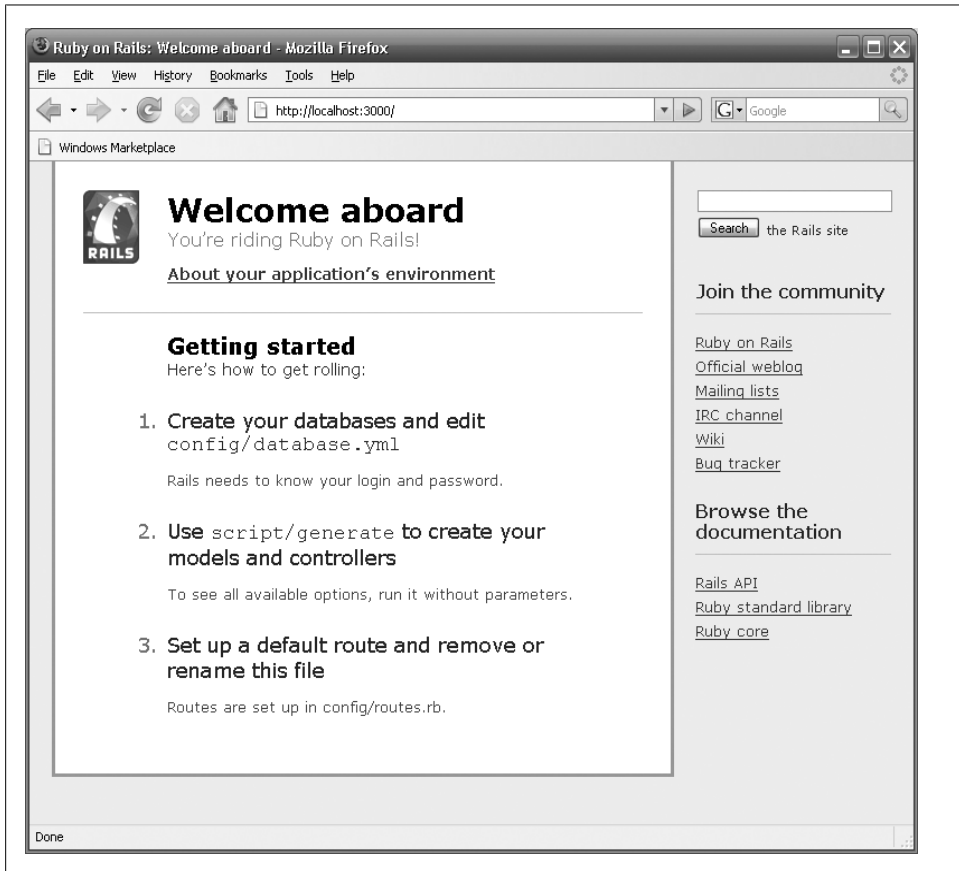 Ruby on Rails: Welcome aboard - Mozilla Firefox
File Edit View History Bookmarks Tools Help
http://localhost:3000/
G Google
Windows Marketplace
RAILS
Welcome aboard
You're riding Ruby on Rails!
About your application's environment
Getting started
Here's how to get rolling:
1. Create your databases and edit
config/database.yml
Rails needs to know your login and password.
2. Use script/generate to create your
models and controllers
To see all available options, run it without parameters.
3. Set up a default route and remove or
rename this file
Routes are set up in config/routes.rb.
Search the Rails site
Join the community
Ruby on Rails
Official weblog
Mailing lists
IRC channel
Wiki
Bug tracker
Browse the
documentation
Rails API
Ruby standard library
Ruby core
Done